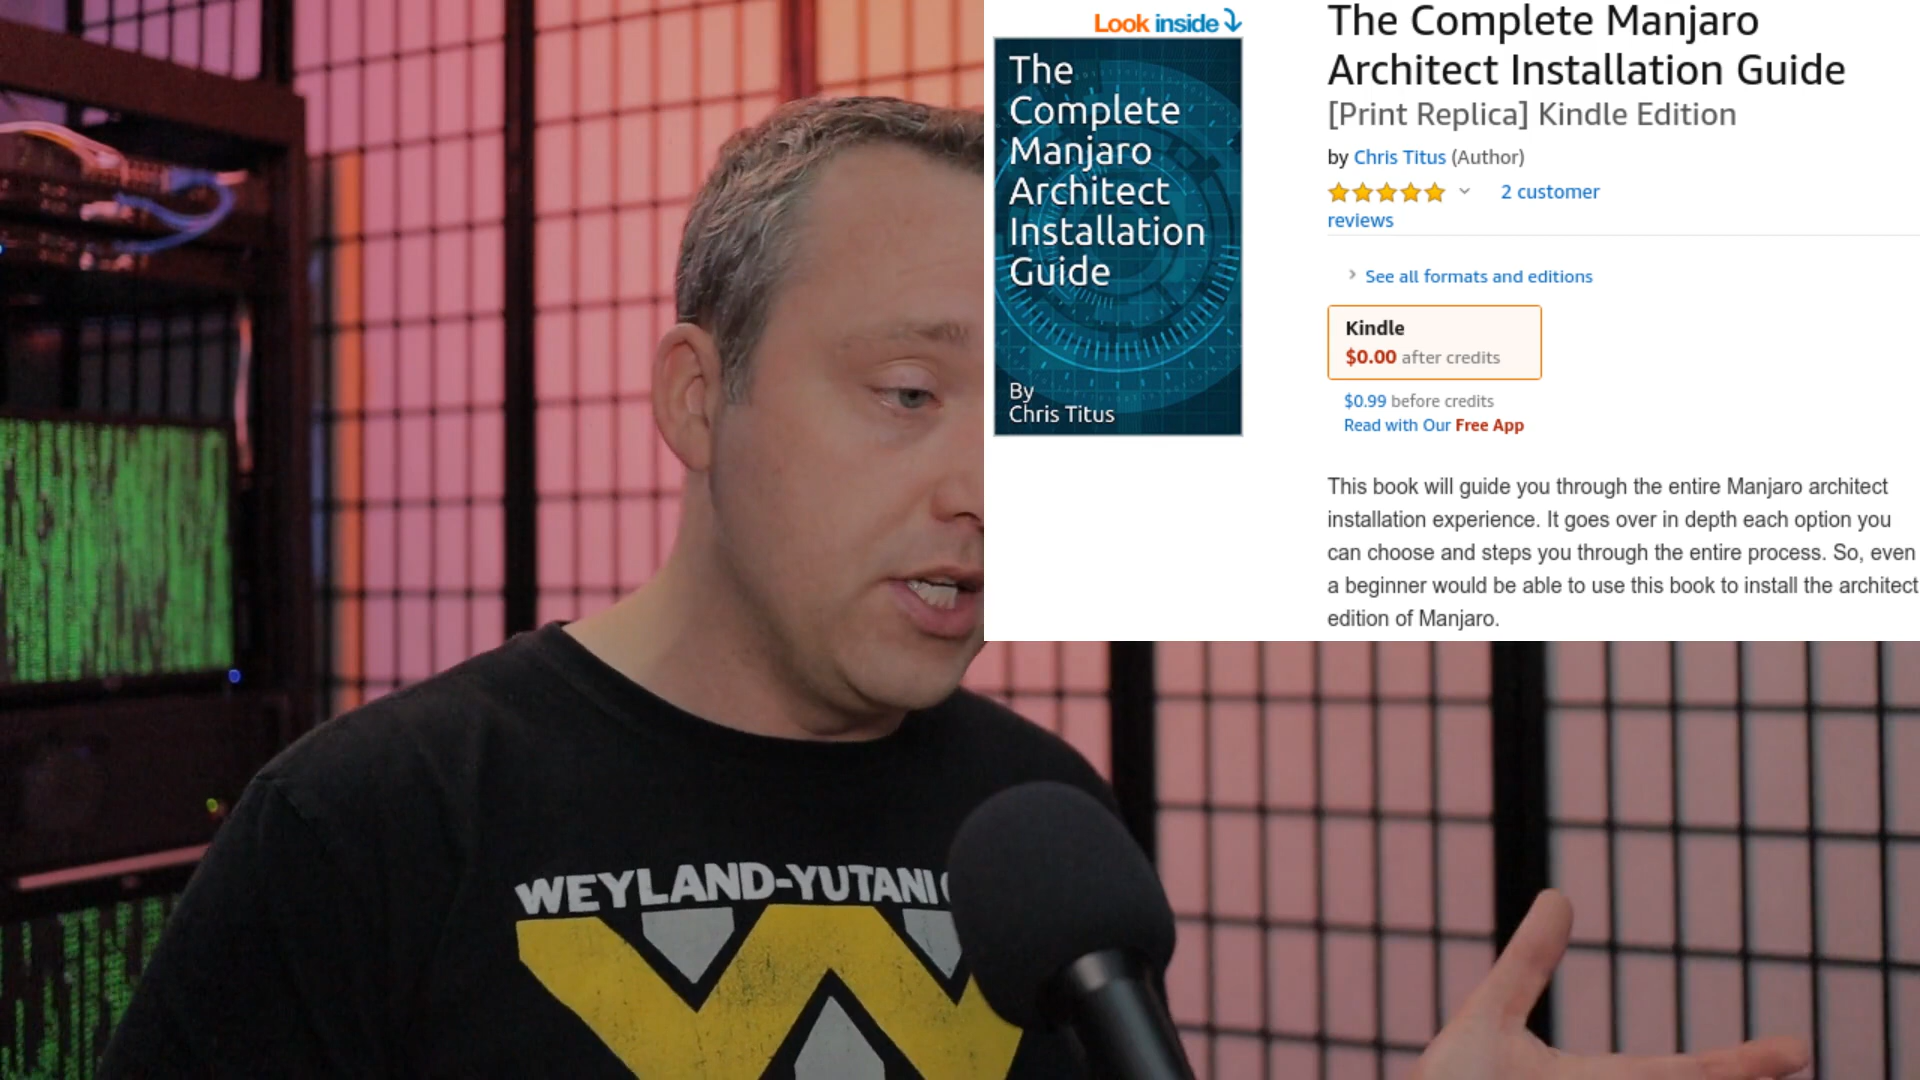 Look inside
The
Complete
Manjaro
Architect
Installation
Guide
By
Chris Titus
The Complete Manjaro
Architect Installation Guide
[Print Replica] Kindle Edition
by Chris Titus (Author)
2 customer
reviews
See all formats and editions
Kindle
$0.00 after credits
$0.99 before credits
Read with Our Free App
This book will guide you through the entire Manjaro architect
installation experience. It goes over in depth each option you
can choose and steps you through the entire process. So, even
a beginner would be able to use this book to install the architect
edition of Manjaro.
WEYLAND-YUTANI